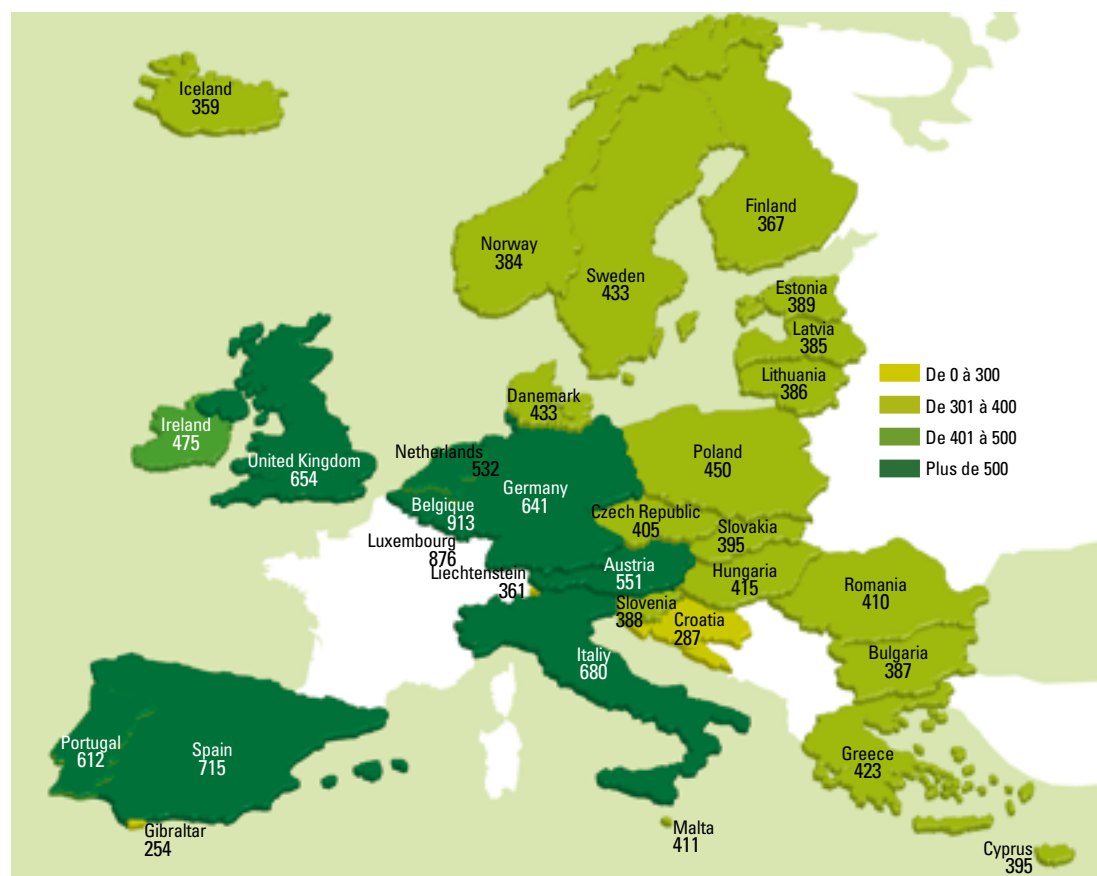 Iceland
359
Finland
367
Norway
384
Sweden
433
Estonia
389
Latvia
385
Lithuania
386
De 0 à 300
De 301 à 400
De 401 à 500
Plus de 500
Danemark
433
Ireland
475
United Kingdom
654
Netherlands
532
Germany
641
Poland
450
Belgique
913
Czech Republic
405
Slovakia
395
Luxembourg
876
Liechtenstein
361
Austria
551
Hungaria
415
Romania
410
Slovenia
388
Croatia
287
Italiy
680
Bulgaria
387
Portugal
612
Spain
715
Greece
423
Gibraltar
254
Malta
411
Cyprus
395